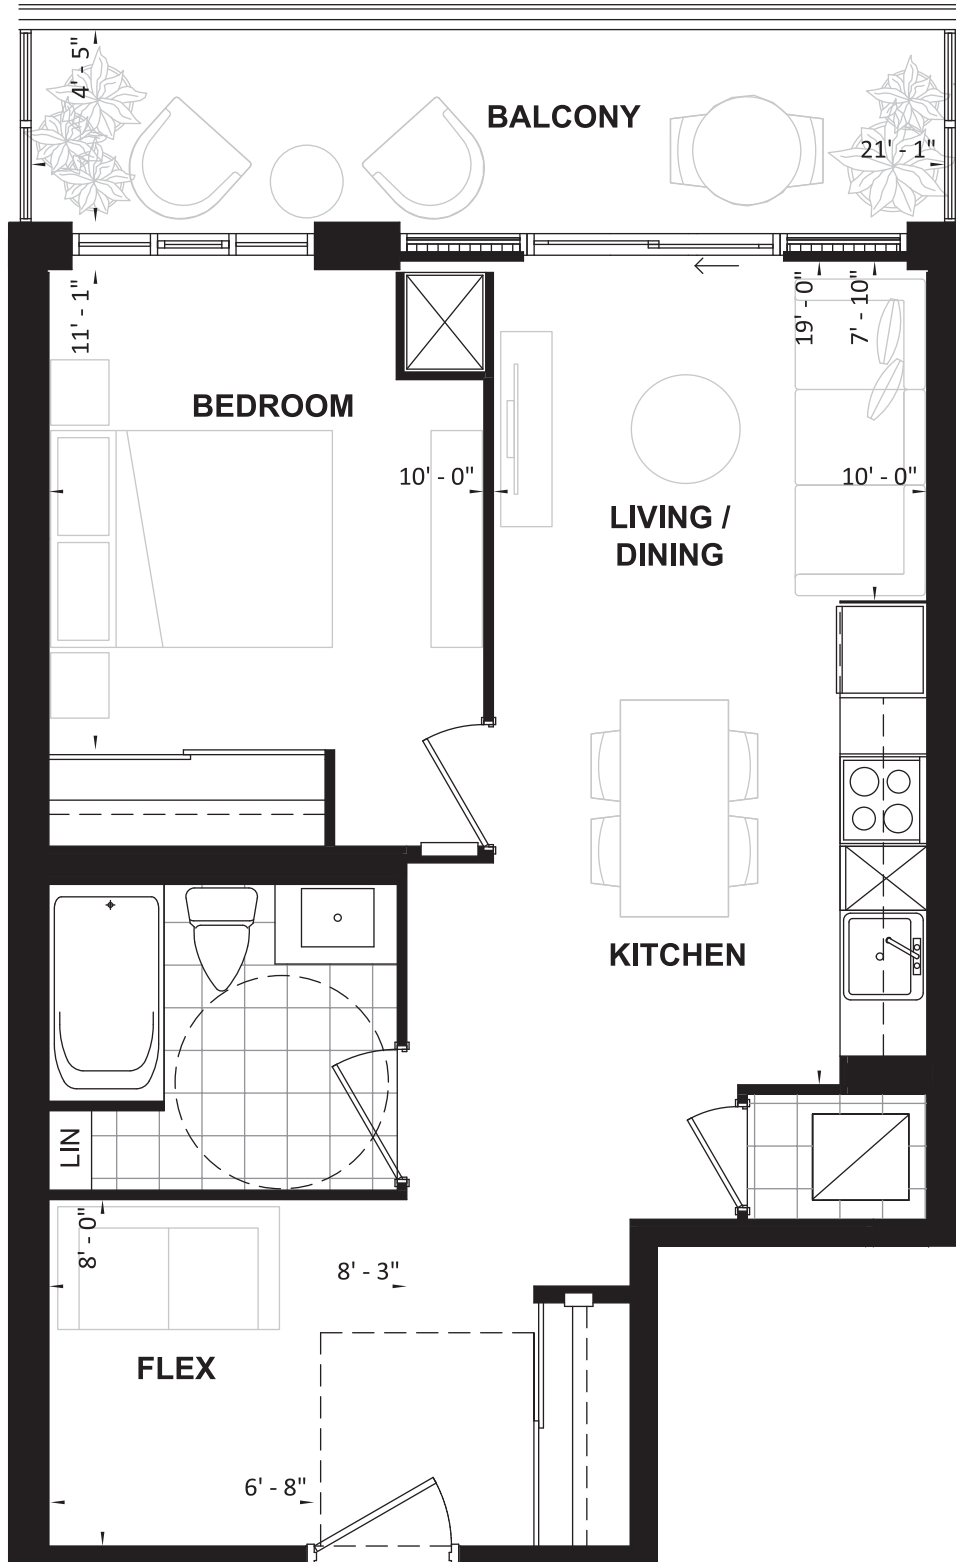 4' - 5"
BALCONY
21' - 1"
11' - 1"
19' - 0"
7' - 10"
BEDROOM
10' - 0"
10' - 0"
LIVING /
DINING
KITCHEN
LIN
8' - 0"
8' - 3"
FLEX
6' - 8"